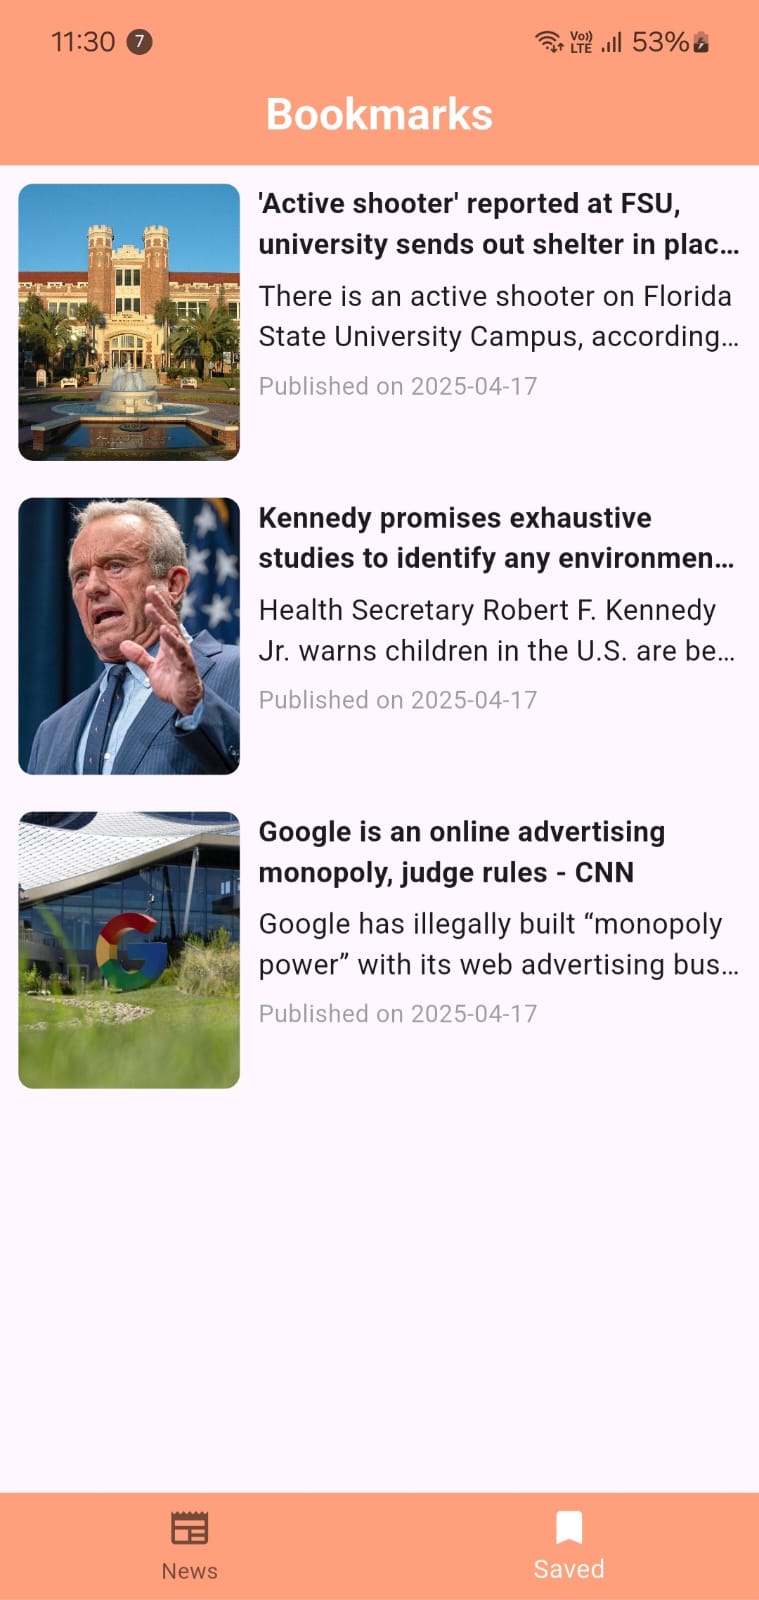 11:30 7 Vo)) LTE 53%
Bookmarks
'Active shooter' reported at FSU,
university sends out shelter in plac…
There is an active shooter on Florida
State University Campus, according…
Published on 2025-04-17
Kennedy promises exhaustive
studies to identify any environmen…
Health Secretary Robert F. Kennedy
Jr. warns children in the U.S. are be…
Published on 2025-04-17
Google is an online advertising
monopoly, judge rules - CNN
Google has illegally built “monopoly
power” with its web advertising bus…
Published on 2025-04-17
News
Saved